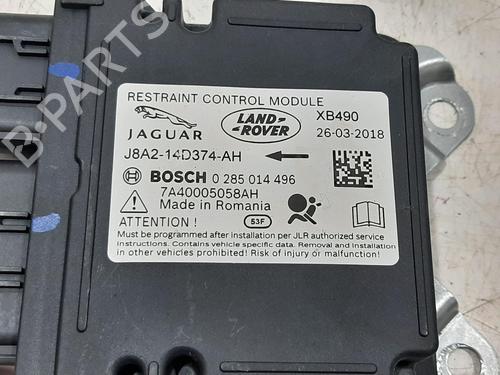 RESTRAINT CONTROL MODULE
JAGUAR
LAND-
ROVER
XB490
26-03-2018
J8A2-14D374-AH
BOSCH 0 285 014 496
7A40005058AH
Made in Romania
ATTENTION !
53F
Must be programmed after installation per JLR authorized service
instructions. Contains vehicle specific data. Removal and Installation
in other vehicles prohibited! Risk of injury or malfunction!
B-PARTS